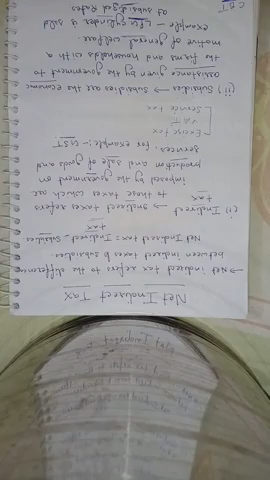 Net Indirect Tax
→ Net indirect tax refers to the difference
between indirect taxes & subsidies.
Net Indirect tax = Indirect - Subsidies
tax
(i) Indirect → Indirect taxes refers
tax to those taxes which are
imposed by the government on
production and sale of goods and
services. for example :- GST
Excise tax
VAT
Service tax
(ii) Subsidies → Subsidies are the economic
assistance given by the government to
the firms and households with a
motive of general welfare.
example - LPG cylinder is sold
at subsidised Rates
GST